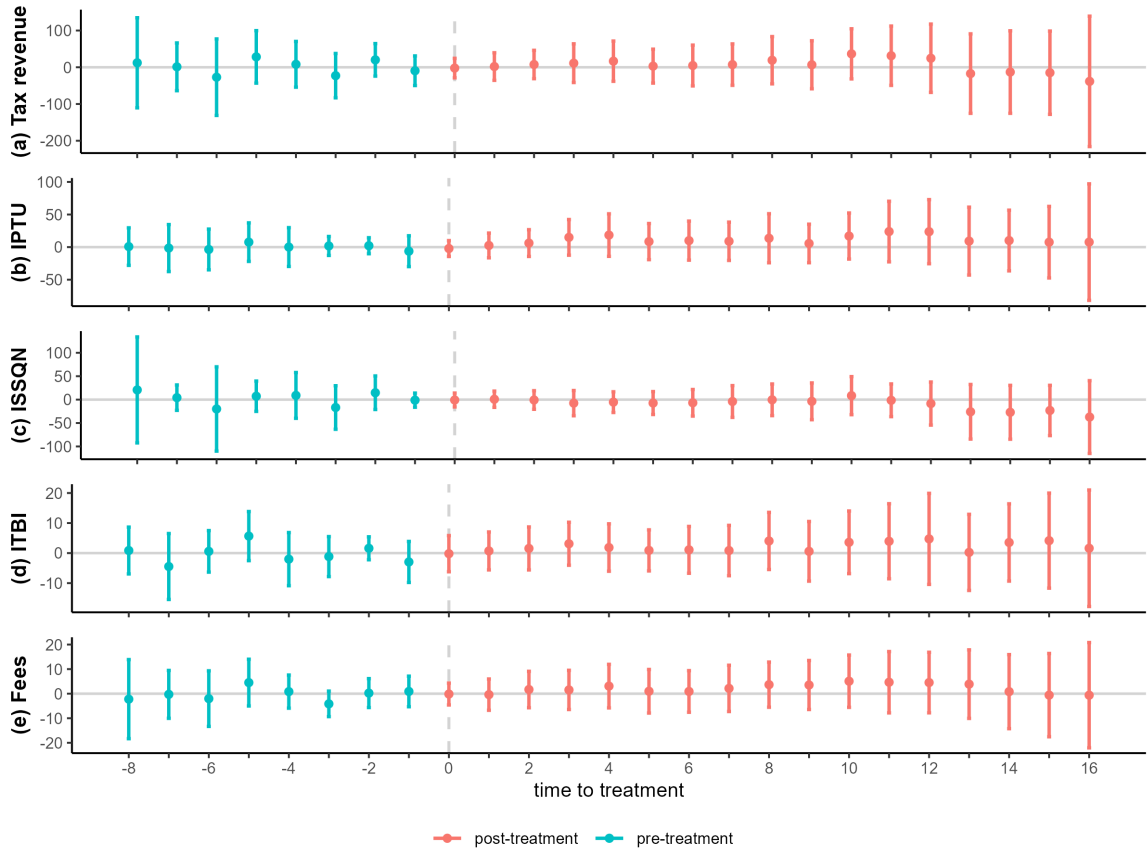 (a) Tax revenue
100
0
-100
-200
(b) IPTU
100
50
0
-50
(c) ISSQN
100
50
0
-50
-100
(d) ITBI
20
10
0
-10
(e) Fees
20
10
0
-10
-20
-8 -6 -4 -2 0 2 4 6 8 10 12 14 16
time to treatment
post-treatment pre-treatment